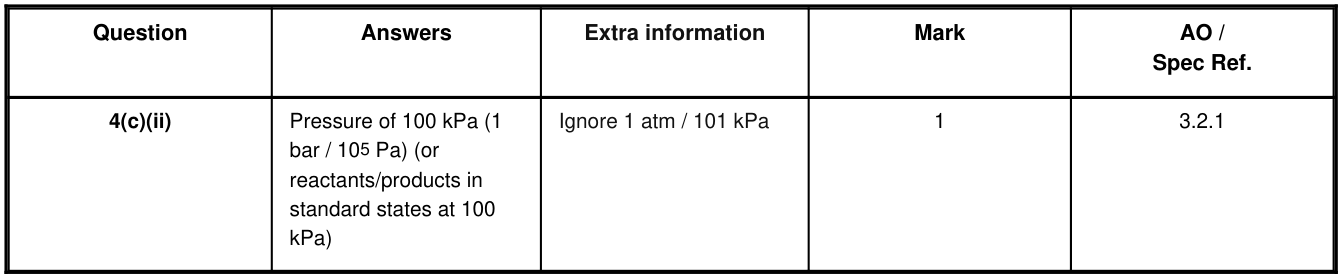 Question Answers Extra information Mark AO /
Spec Ref.
4(c)(ii) Pressure of 100 kPa (1 Ignore 1 atm / 101 kPa 1 3.2.1
bar / 105 Pa) (or
reactants/products in
standard states at 100
kPa)